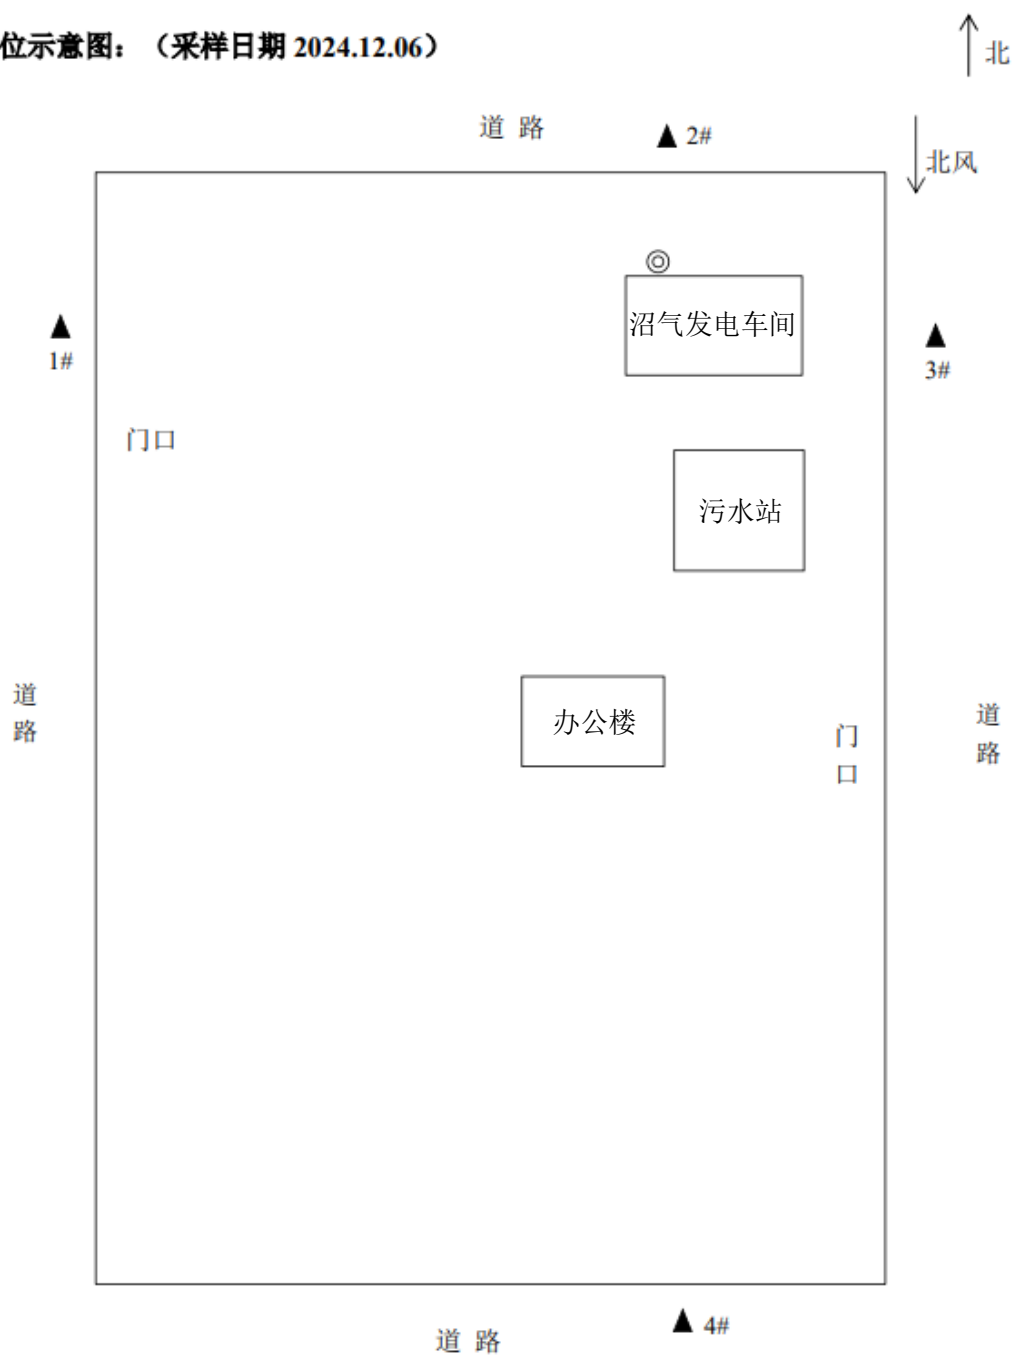 位示意图：（采样日期 2024.12.06）
北
道 路
▲ 2#
北风
◎
沼气发电车间
▲
1#
▲
3#
门口
污水站
道
路
办公楼
门
口
道
路
▲ 4#
道 路